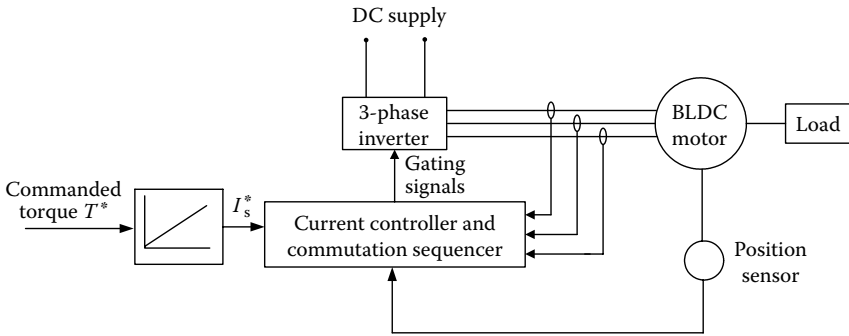 DC supply
3-phase
inverter
BLDC
motor
Load
Gating
signals
Commanded
torque T*
I*s
Current controller and
commutation sequencer
Position
sensor